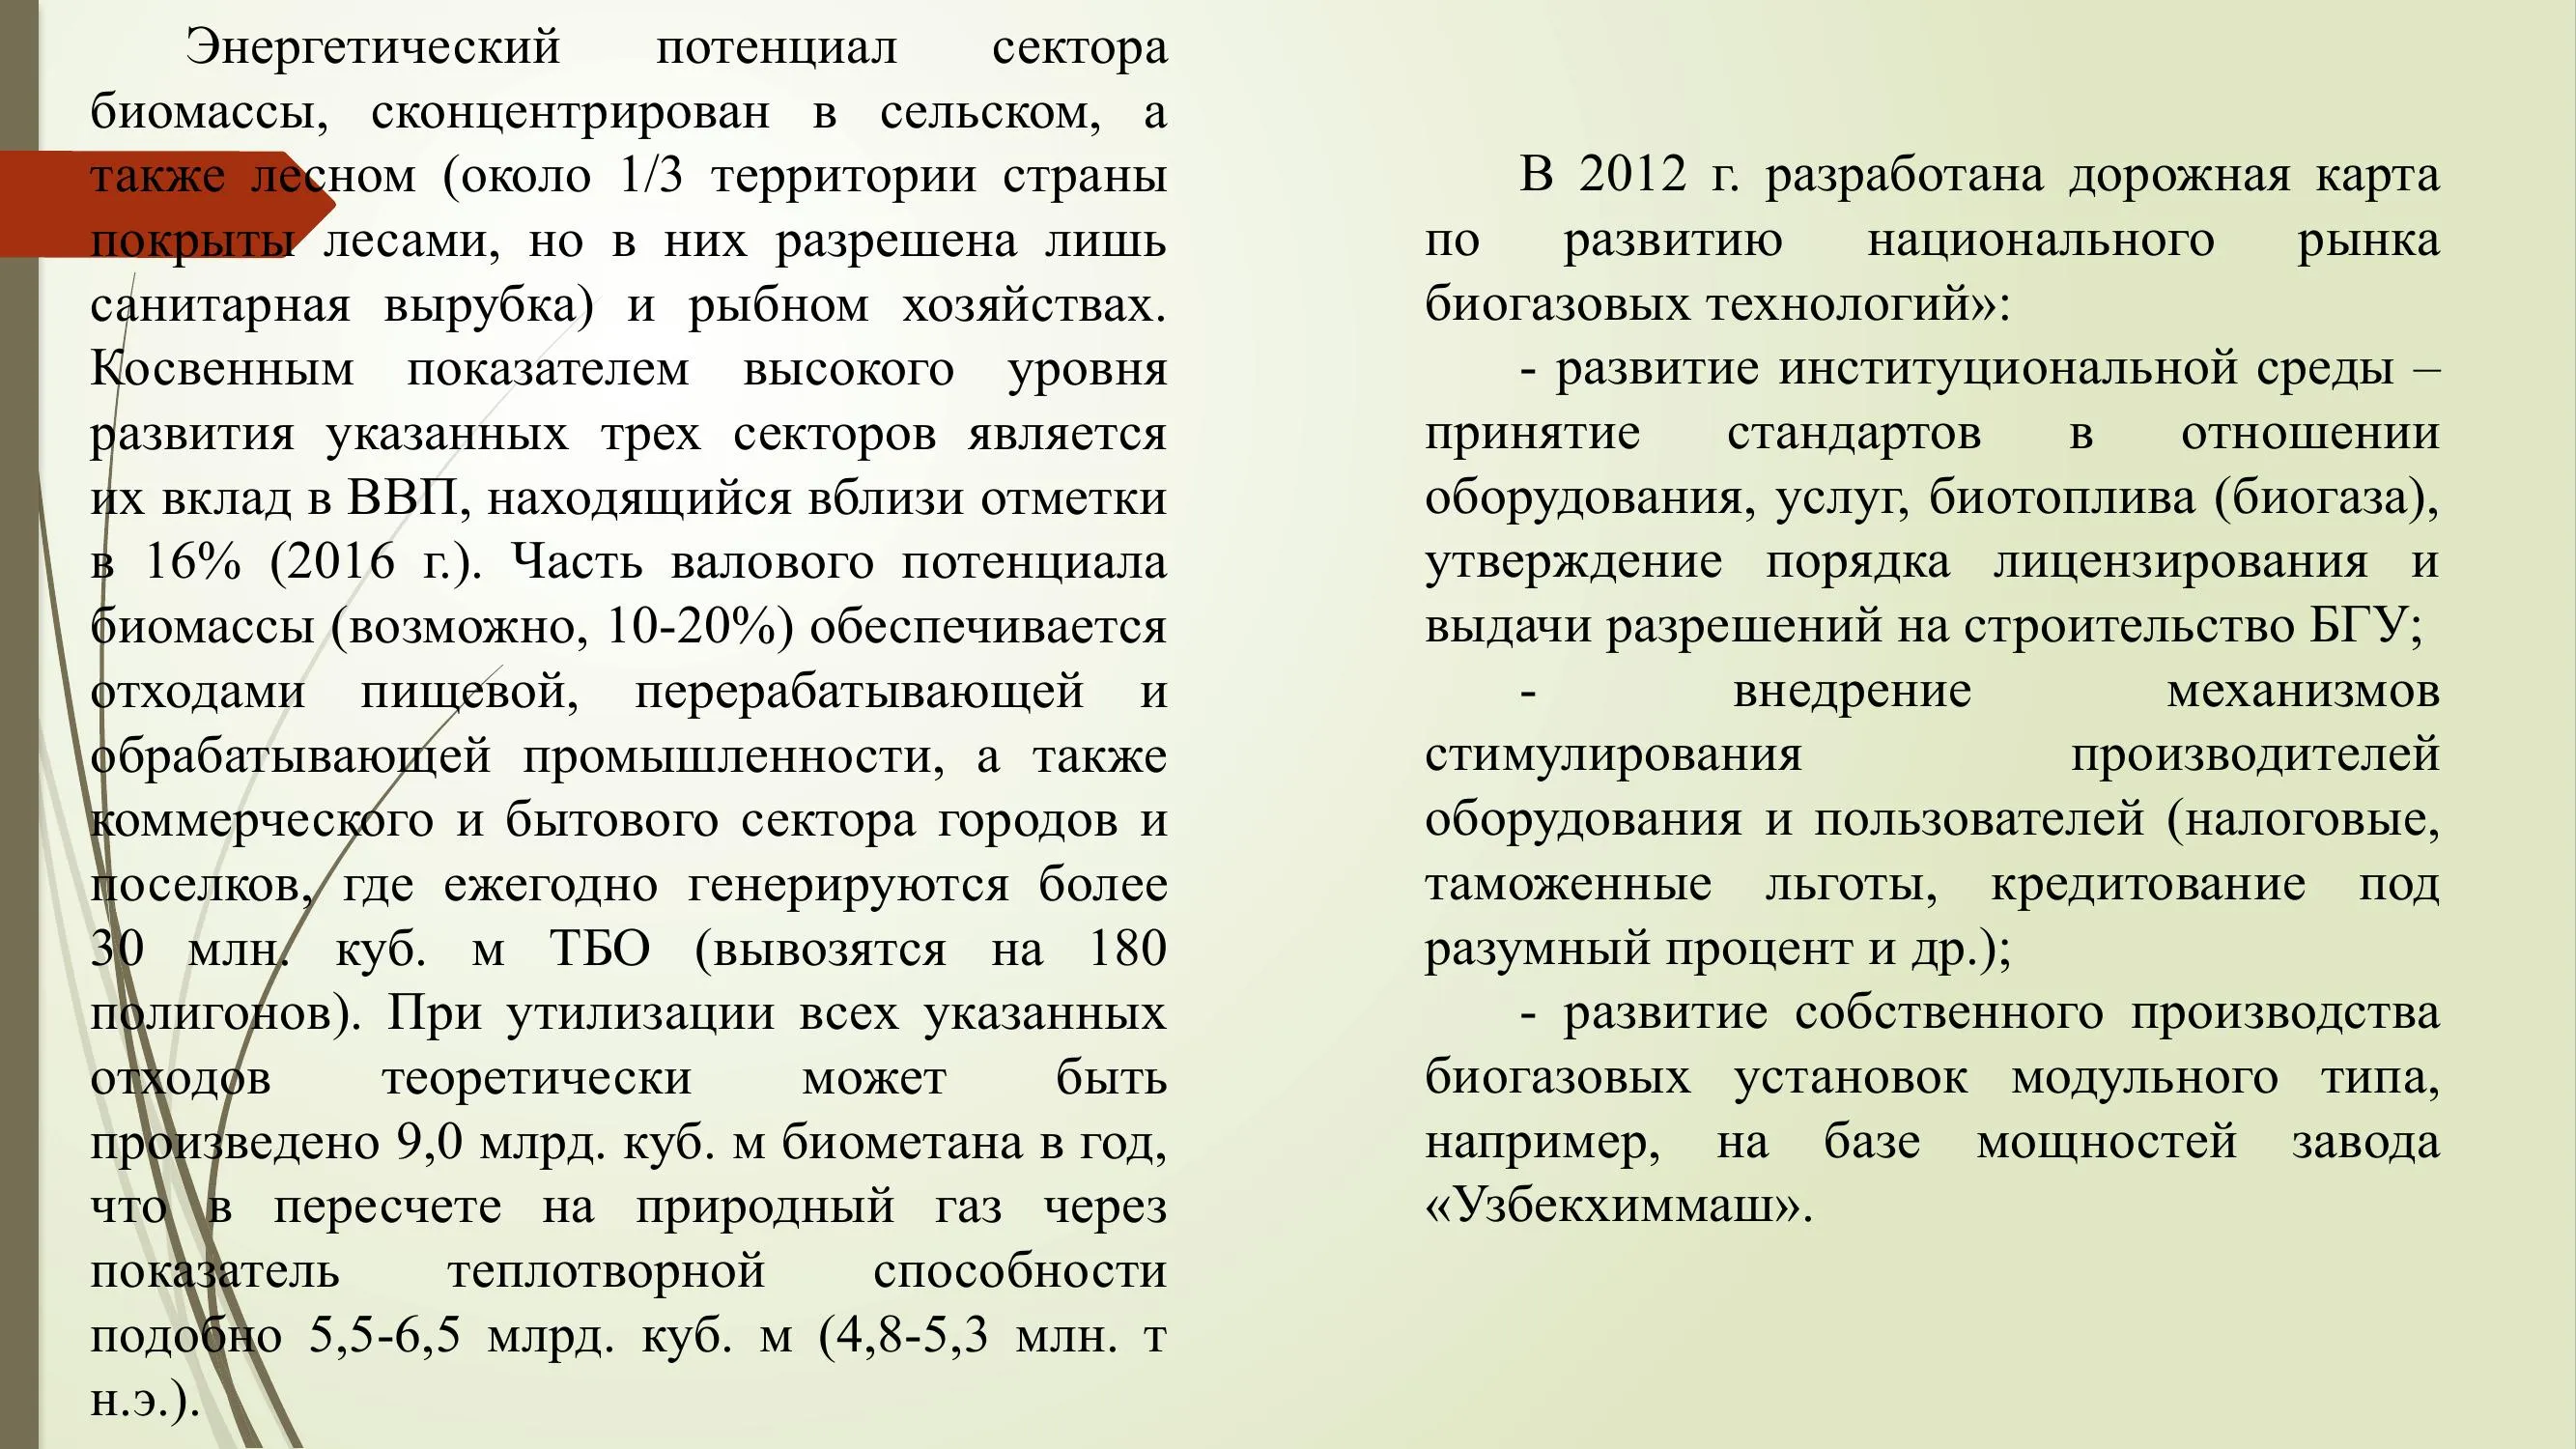 Энергетический потенциал сектора
биомассы, сконцентрирован в сельском, а
также лесном (около 1/3 территории страны
покрыты лесами, но в них разрешена лишь
санитарная вырубка) и рыбном хозяйствах.
Косвенным показателем высокого уровня
развития указанных трех секторов является
их вклад в ВВП, находящийся вблизи отметки
в 16% (2016 г.). Часть валового потенциала
биомассы (возможно, 10-20%) обеспечивается
отходами пищевой, перерабатывающей и
обрабатывающей промышленности, а также
коммерческого и бытового сектора городов и
поселков, где ежегодно генерируются более
30 млн. куб. м ТБО (вывозятся на 180
полигонов). При утилизации всех указанных
отходов теоретически может быть
произведено 9,0 млрд. куб. м биометана в год,
что в пересчете на природный газ через
показатель теплотворной способности
подобно 5,5-6,5 млрд. куб. м (4,8-5,3 млн. т
н.э.).
В 2012 г. разработана дорожная карта
по развитию национального рынка
биогазовых технологий»:
- развитие институциональной среды –
принятие стандартов в отношении
оборудования, услуг, биотоплива (биогаза),
утверждение порядка лицензирования и
выдачи разрешений на строительство БГУ;
- внедрение механизмов
стимулирования производителей
оборудования и пользователей (налоговые,
таможенные льготы, кредитование под
разумный процент и др.);
- развитие собственного производства
биогазовых установок модульного типа,
например, на базе мощностей завода
«Узбекхиммаш».